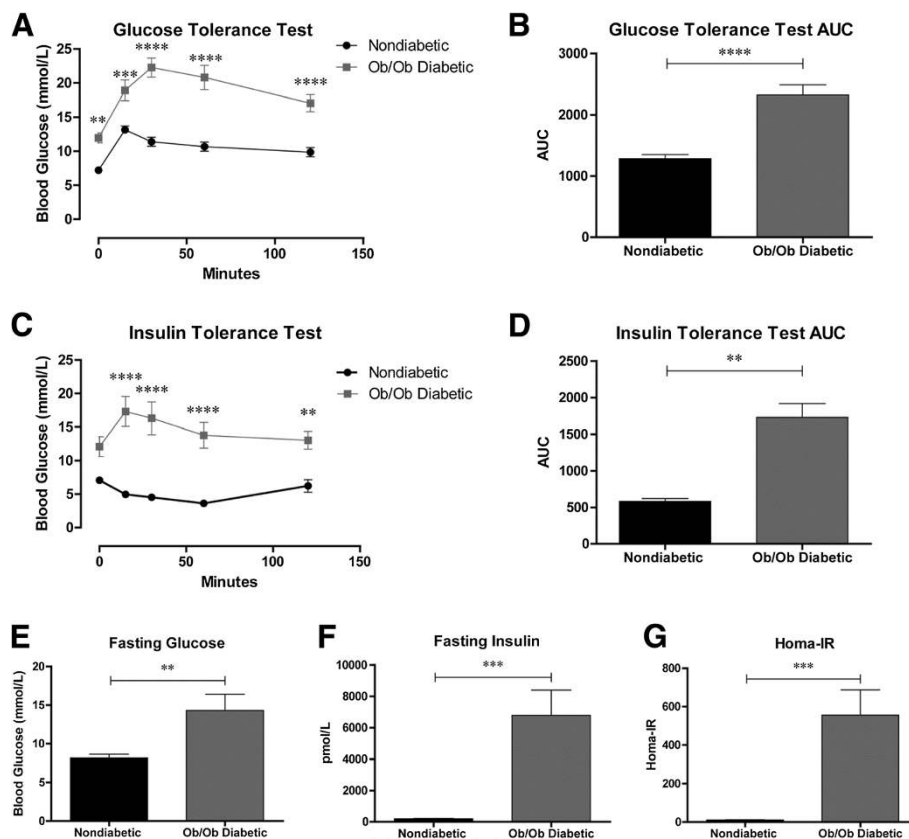 A
Glucose Tolerance Test
Blood Glucose (mmol/L)
25
20
15
10
5
0
**
***
****
****
****
Nondiabetic
Ob/Ob Diabetic
0
50
100
150
Minutes
B
Glucose Tolerance Test AUC
****
AUC
3000
2000
1000
0
Nondiabetic
Ob/Ob Diabetic
C
Insulin Tolerance Test
Blood Glucose (mmol/L)
25
20
15
10
5
0
****
****
****
**
Nondiabetic
Ob/Ob Diabetic
0
50
100
150
Minutes
D
Insulin Tolerance Test AUC
**
AUC
2500
2000
1500
1000
500
0
Nondiabetic
Ob/Ob Diabetic
E
Fasting Glucose
**
Blood Glucose (mmol/L)
20
15
10
5
0
Nondiabetic
Ob/Ob Diabetic
F
Fasting Insulin
***
pmol/L
10000
8000
6000
4000
2000
0
Nondiabetic
Ob/Ob Diabetic
G
Homa-IR
***
Homa-IR
800
600
400
200
0
Nondiabetic
Ob/Ob Diabetic